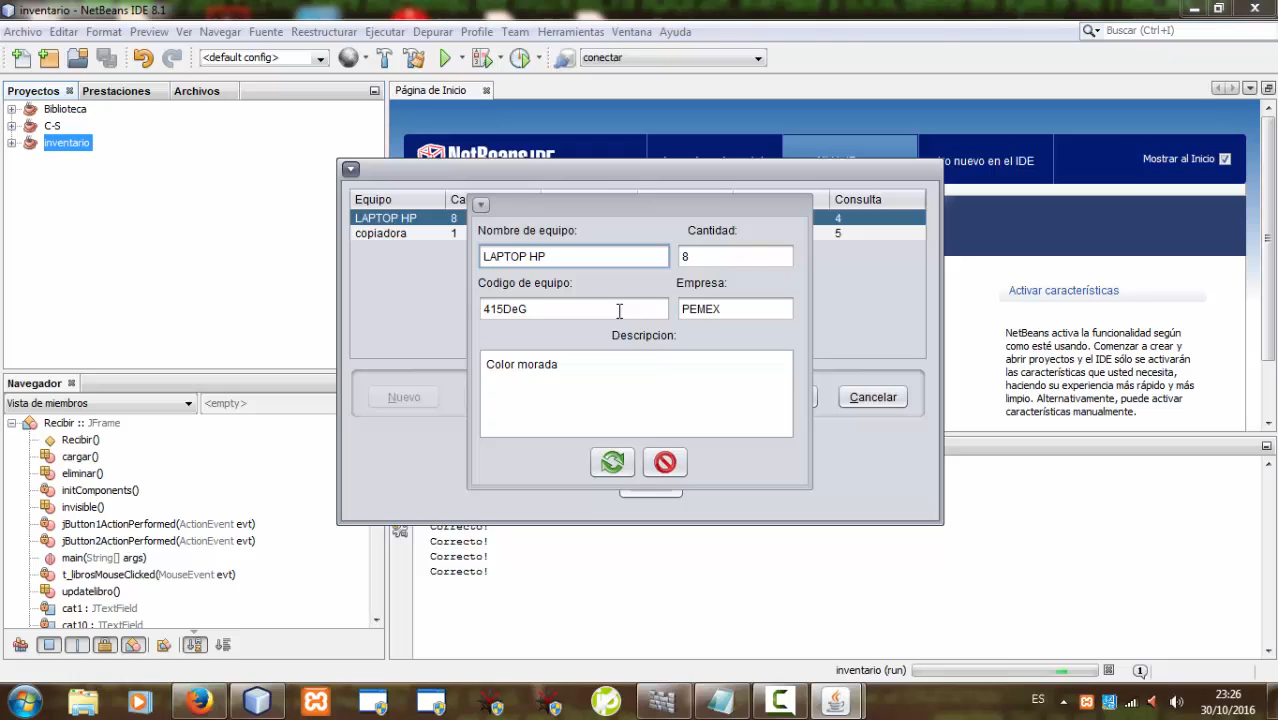 inventario - NetBeans IDE 8.1
Archivo Editar Format Preview Ver Navegar Fuente Reestructurar Ejecutar Depurar Profile Team Herramientas Ventana Ayuda
Buscar (Ctrl+I)
<default config>
conectar
Proyectos Prestaciones Archivos
Página de Inicio
Biblioteca
C-S
inventario
NetBeans IDE
ro nuevo en el IDE
Mostrar al Inicio
Equipo Ca Consulta
LAPTOP HP 8 4
copiadora 1 5
Nombre de equipo: Cantidad:
LAPTOP HP 8
Codigo de equipo: Empresa:
415DeG PEMEX
Descripcion:
Color morada
Nuevo
Cancelar
Activar características
NetBeans activa la funcionalidad según
como esté usando. Comenzar a crear y
abrir proyectos y el IDE sólo se activarán
las características que usted necesita,
haciendo su experiencia más rápido y más
limpio. Alternativamente, puede activar
características manualmente.
Navegador
Vista de miembros <empty>
Recibir :: JFrame
Recibir()
cargar()
eliminar()
initComponents()
invisible()
jButton1ActionPerformed(ActionEvent evt)
jButton2ActionPerformed(ActionEvent evt)
main(String[] args)
t_librosMouseClicked(MouseEvent evt)
updatelibro()
cat1 : JTextField
cat10 : JTextField
Correcto!
Correcto!
Correcto!
Correcto!
inventario (run)
1
ES
23:26
30/10/2016